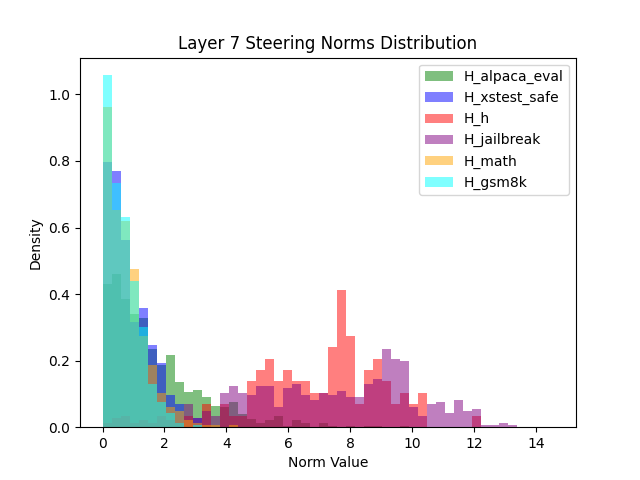 Layer 7 Steering Norms Distribution
H_alpaca_eval
H_xstest_safe
H_h
H_jailbreak
H_math
H_gsm8k
Density
1.0
0.8
0.6
0.4
0.2
0.0
0 2 4 6 8 10 12 14
Norm Value